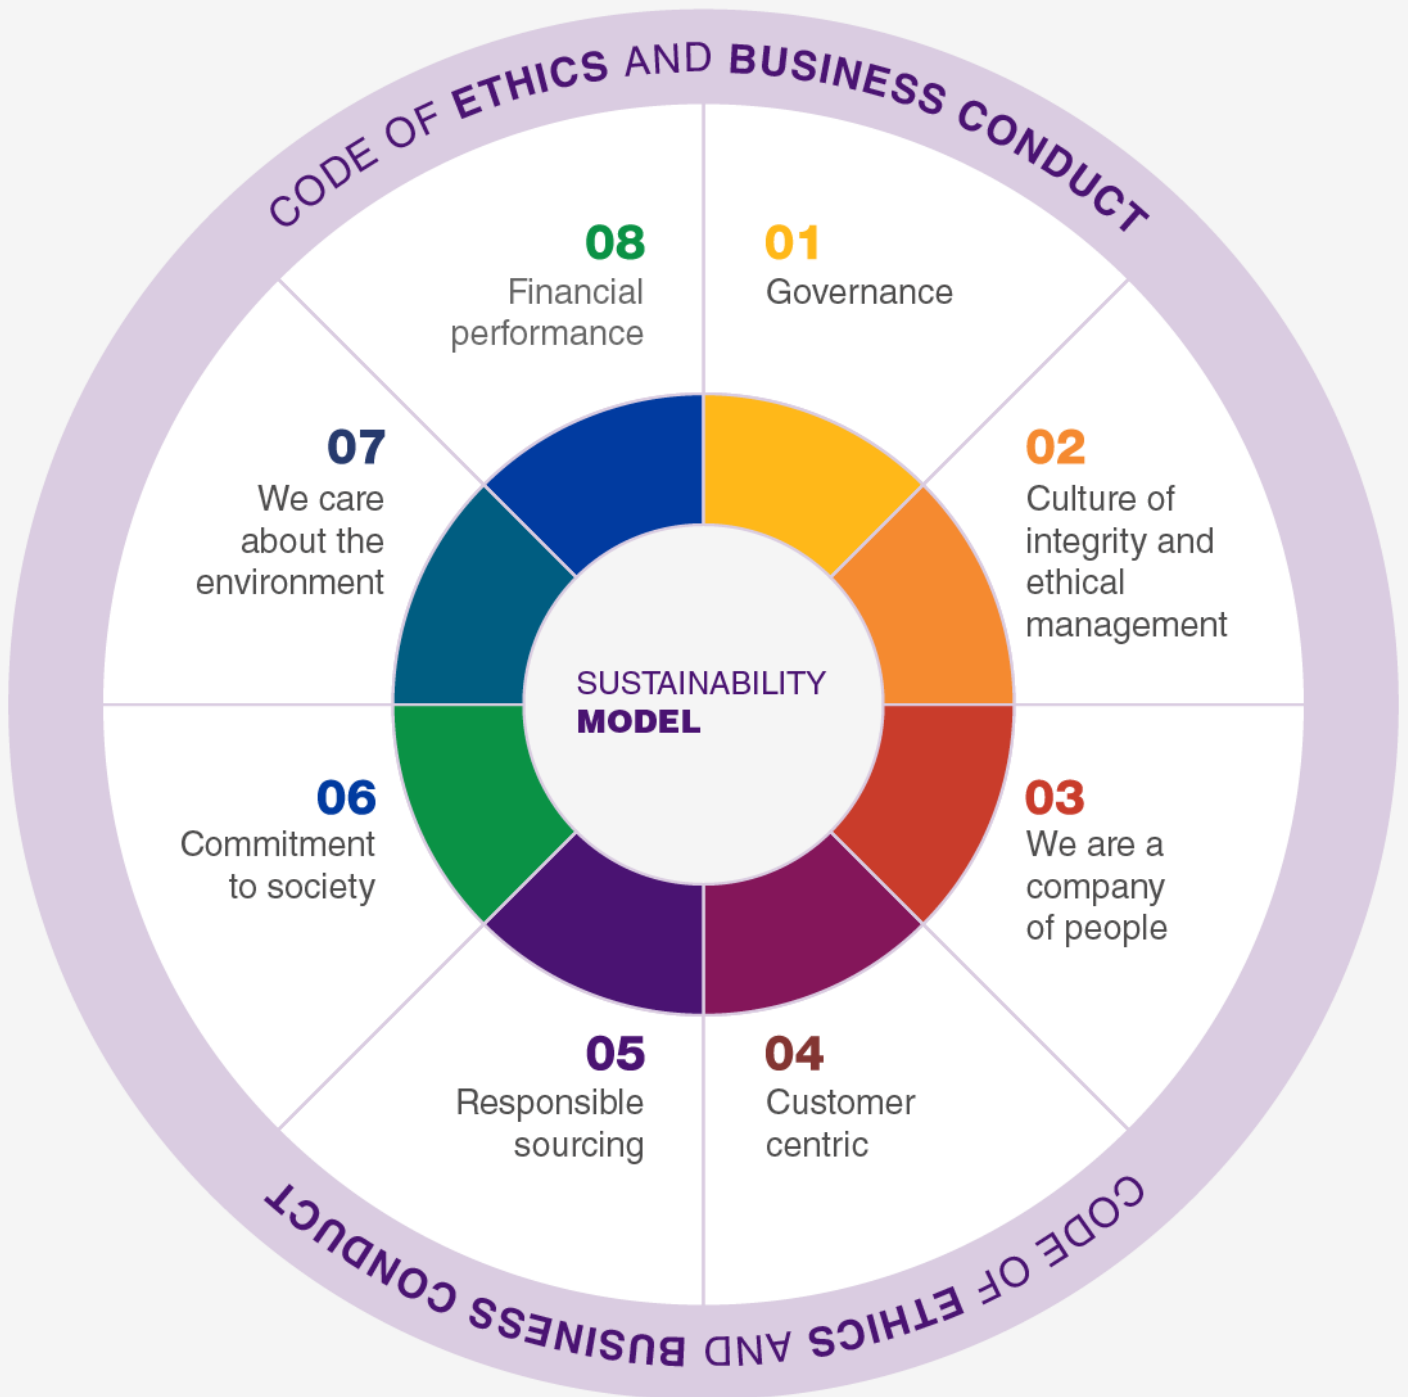 CODE OF ETHICS AND BUSINESS CONDUCT
08
Financial
performance
01
Governance
07
We care
about the
environment
02
Culture of
integrity and
ethical
management
SUSTAINABILITY
MODEL
06
Commitment
to society
03
We are a
company
of people
05
Responsible
sourcing
04
Customer
centric
CODE OF ETHICS AND BUSINESS CONDUCT